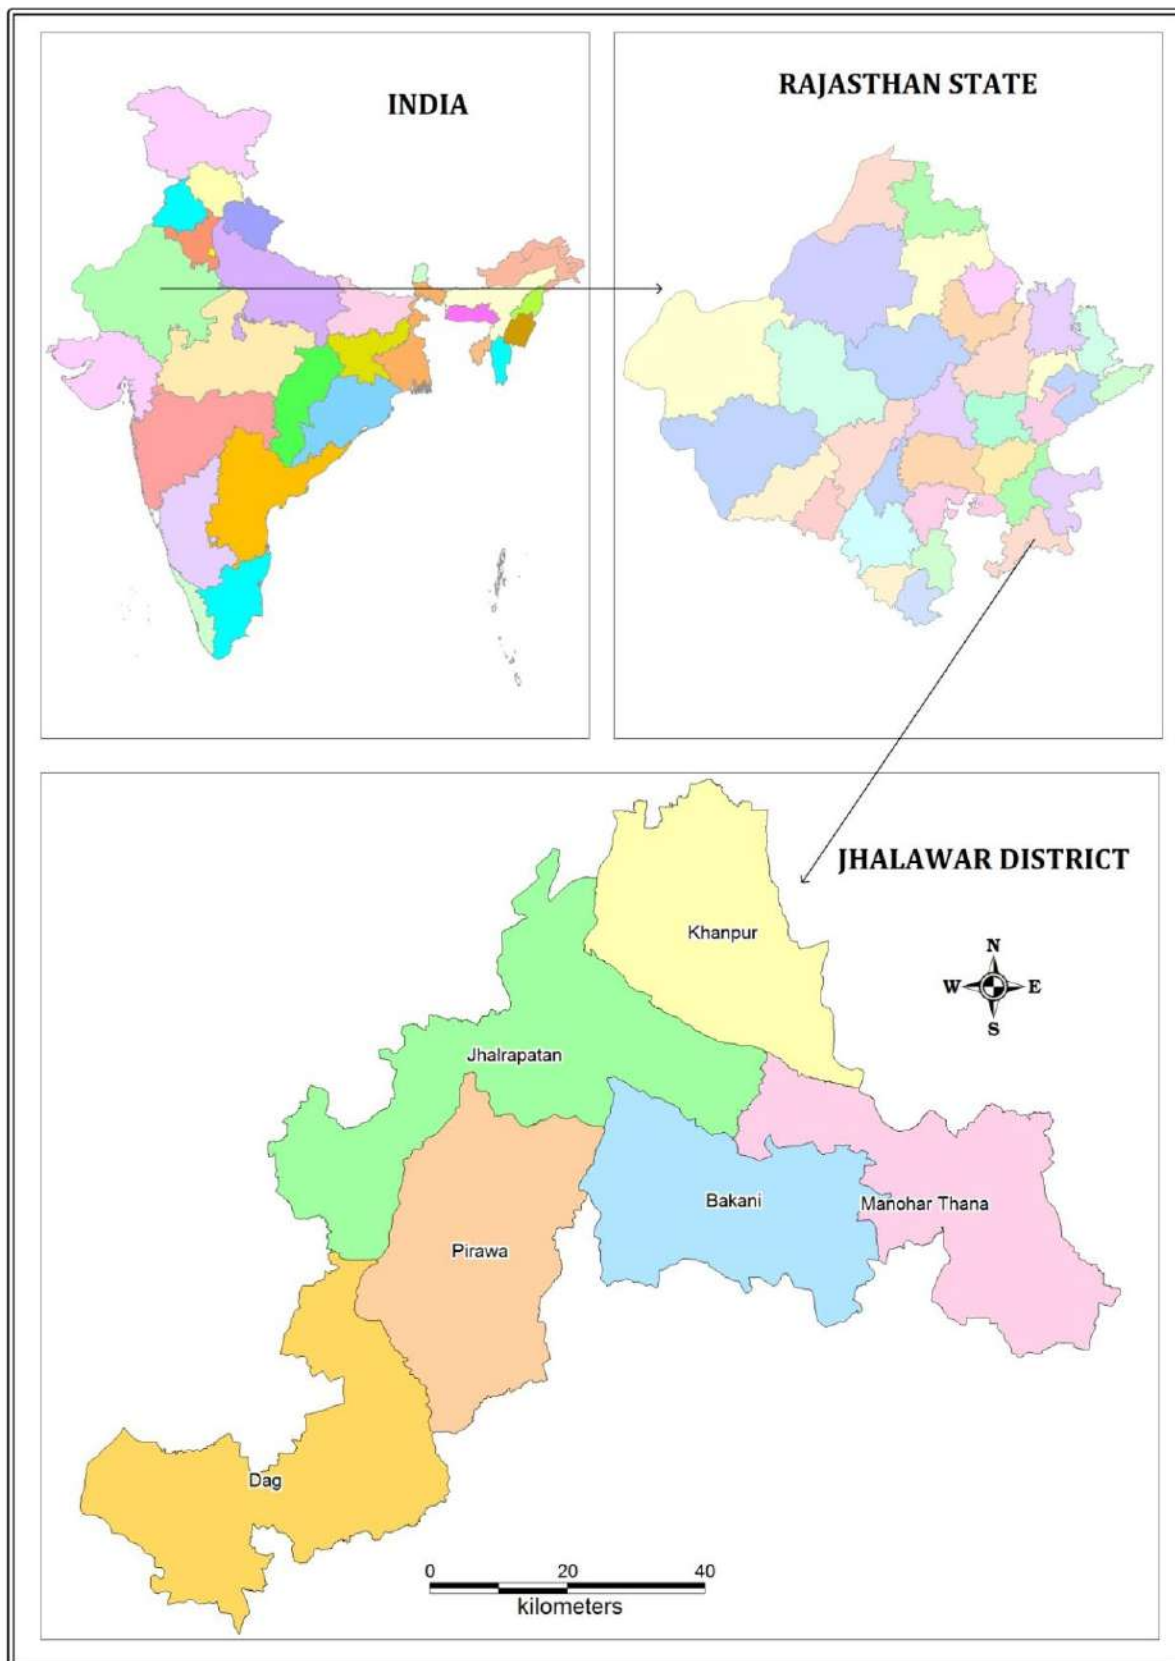 INDIA
RAJASTHAN STATE
JHALAWAR DISTRICT
Khanpur
N
W E
S
Jhalrapatan
Bakani
Manohar Thana
Pirawa
Dag
0 20 40
kilometers